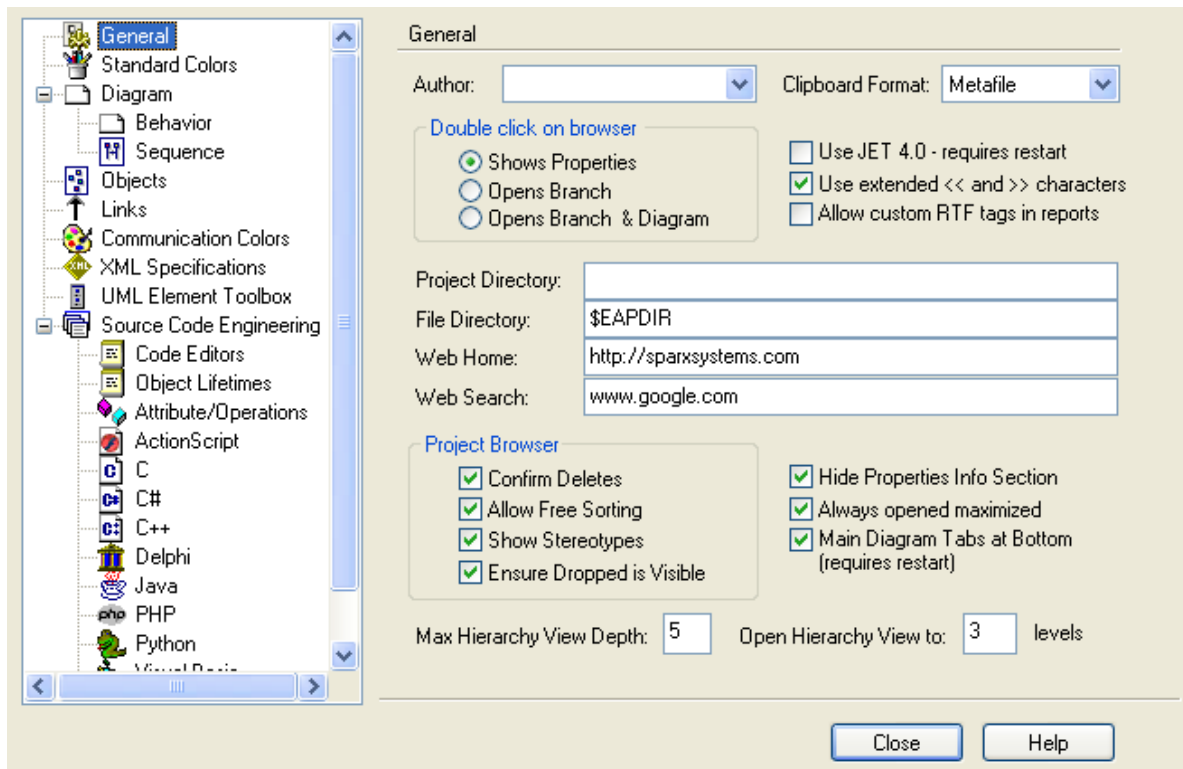 General
Standard Colors
Diagram
Behavior
Sequence
Objects
Links
Communication Colors
XML Specifications
UML Element Toolbox
Source Code Engineering
Code Editors
Object Lifetimes
Attribute/Operations
ActionScript
C
C#
C++
Delphi
Java
php PHP
Python
Visual Basic
General
Author: Clipboard Format: Metafile
Double click on browser
Shows Properties
Opens Branch
Opens Branch & Diagram
Use JET 4.0 - requires restart
Use extended << and >> characters
Allow custom RTF tags in reports
Project Directory:
File Directory: $EAPDIR
Web Home: http://sparxsystems.com
Web Search: www.google.com
Project Browser
Confirm Deletes
Allow Free Sorting
Show Stereotypes
Ensure Dropped is Visible
Hide Properties Info Section
Always opened maximized
Main Diagram Tabs at Bottom
(requires restart)
Max Hierarchy View Depth: 5 Open Hierarchy View to: 3 levels
Close Help